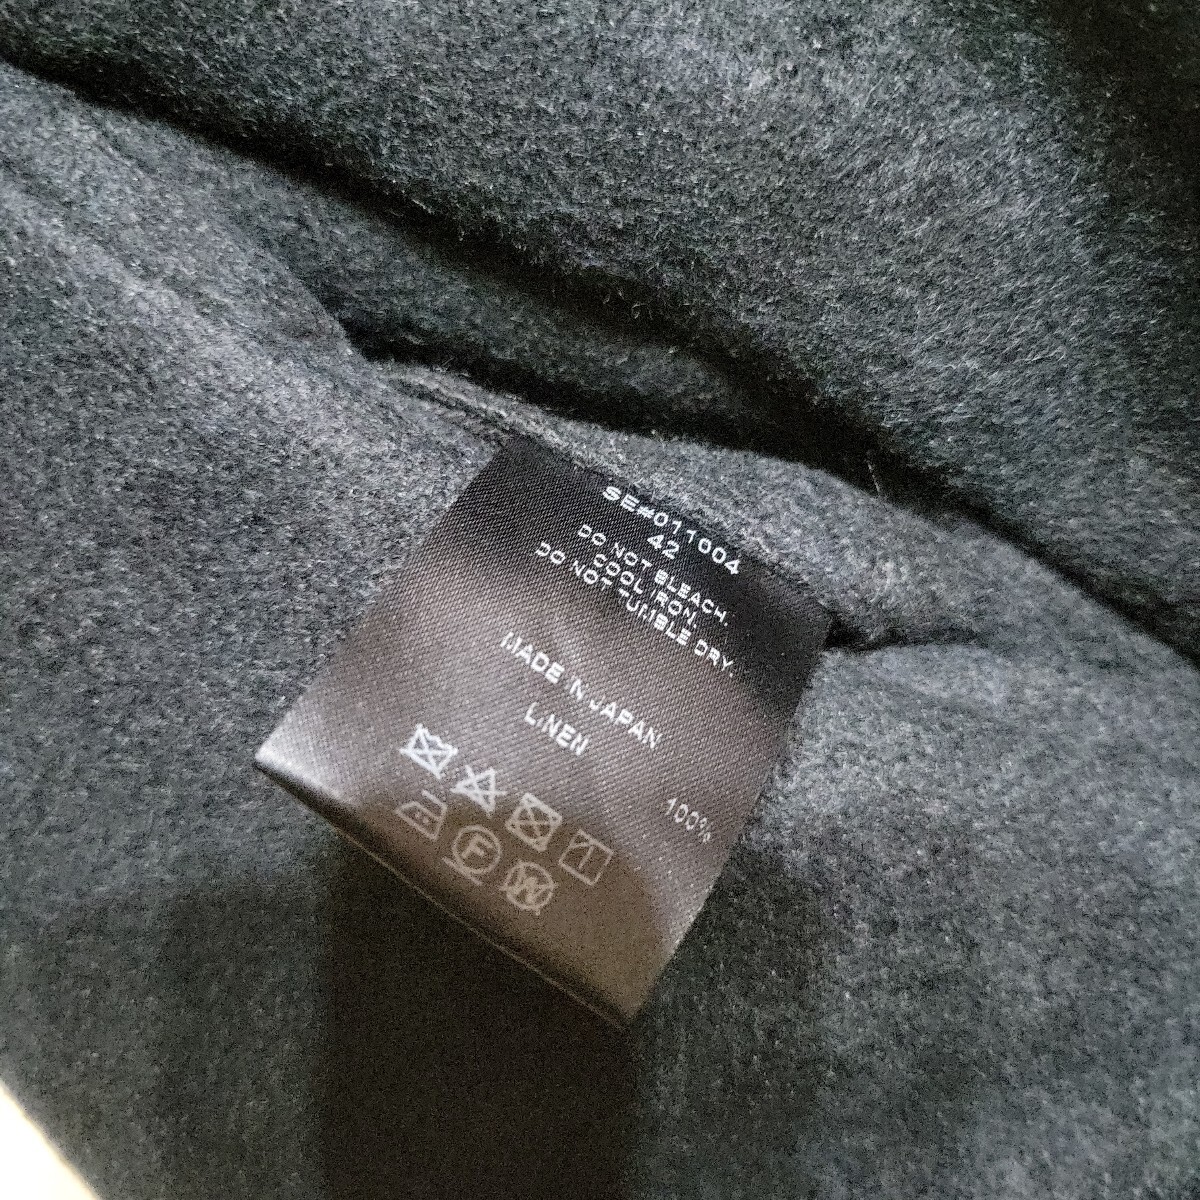 SE#011004
42
DO NOT BLEACH.
COOL IRON.
DO NOT TUMBLE DRY.
MADE IN JAPAN
LINEN 100%
F W